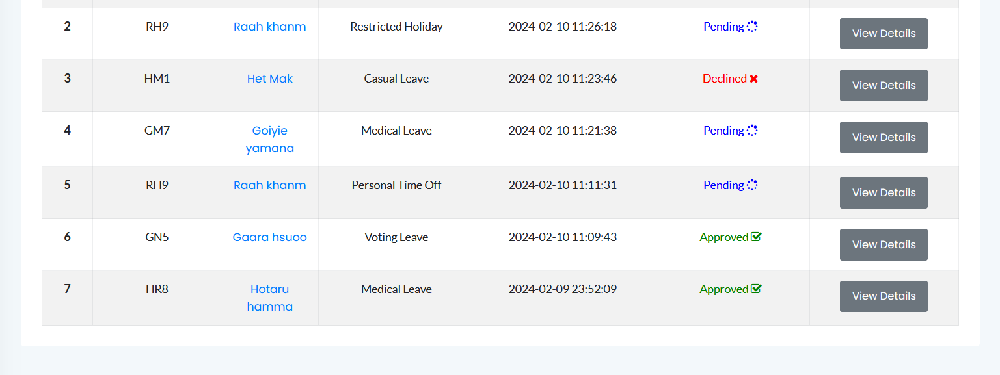 2 RH9 Raah khanm Restricted Holiday 2024-02-10 11:26:18 Pending View Details
3 HM1 Het Mak Casual Leave 2024-02-10 11:23:46 Declined View Details
4 GM7 Goiyie Medical Leave 2024-02-10 11:21:38 Pending View Details
yamana
5 RH9 Raah khanm Personal Time Off 2024-02-10 11:11:31 Pending View Details
6 GN5 Gaara hsuoo Voting Leave 2024-02-10 11:09:43 Approved View Details
7 HR8 Hotaru Medical Leave 2024-02-09 23:52:09 Approved View Details
hamma